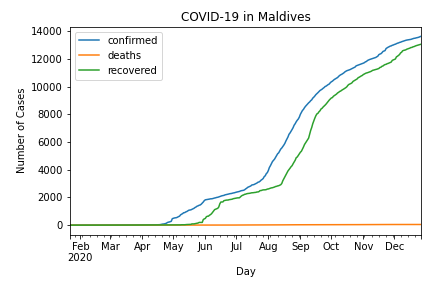 COVID-19 in Maldives
confirmed
deaths
recovered
Number of Cases
14000
12000
10000
8000
6000
4000
2000
0
Feb Mar Apr May Jun Jul Aug Sep Oct Nov Dec
2020
Day